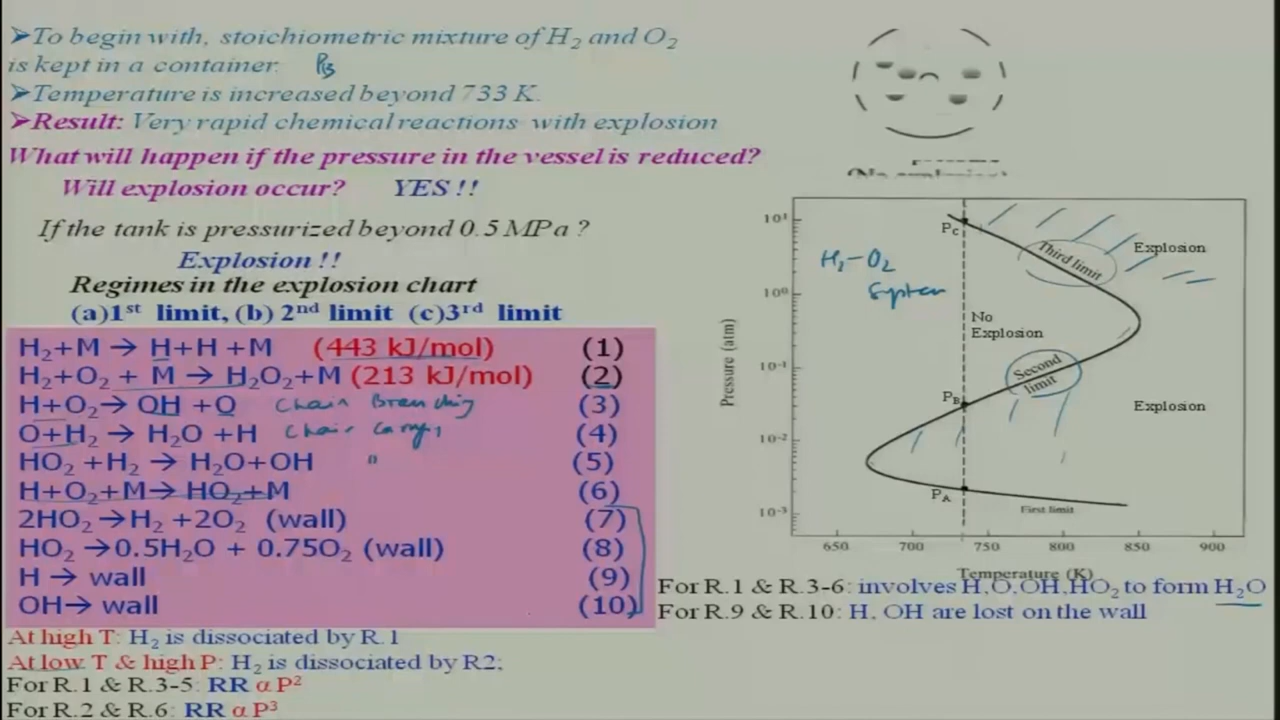 ➢To begin with, stoichiometric mixture of H₂ and O₂
is kept in a container.
➢Temperature is increased beyond 733 K.
➢Result: Very rapid chemical reactions with explosion
What will happen if the pressure in the vessel is reduced?
Will explosion occur? YES !!
If the tank is pressurized beyond 0.5 MPa ?
Explosion !!
Regimes in the explosion chart
(a)1st limit, (b) 2nd limit (c)3rd limit
H₂+M → H+H +M (443 kJ/mol) (1)
H₂+O₂ + M → H₂O₂+M (213 kJ/mol) (2)
H+O₂→ OH +O Chain Branching (3)
O+H₂ → H₂O +H Chain (4)
HO₂ +H₂ → H₂O+OH " (5)
H+O₂+M→ HO₂+M (6)
2HO₂→H₂ +2O₂ (wall) (7)
HO₂ →0.5H₂O + 0.75O₂ (wall) (8)
H → wall (9)
OH→ wall (10)
At high T: H₂ is dissociated by R.1
At low T & high P: H₂ is dissociated by R2;
For R.1 & R.3-5: RR α P²
For R.2 & R.6: RR α P³
Pressure (atm)
10¹
10⁰
10⁻¹
10⁻²
10⁻³
H₂-O₂
System
P_C
Third limit
Explosion
No
Explosion
Second
limit
P_B
Explosion
P_A
First limit
650 700 750 800 850 900
Temperature (K)
For R.1 & R.3-6: involves H,O,OH,HO₂ to form H₂O
For R.9 & R.10: H, OH are lost on the wall